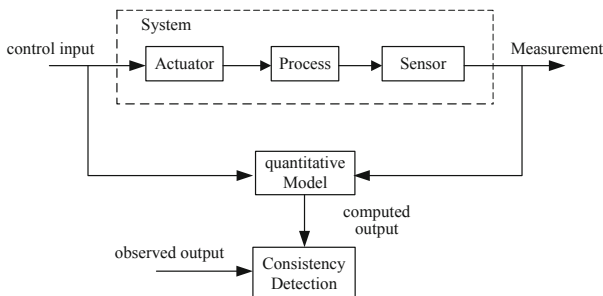 System
control input
Measurement
Actuator
Process
Sensor
quantitative
Model
computed
output
observed output
Consistency
Detection